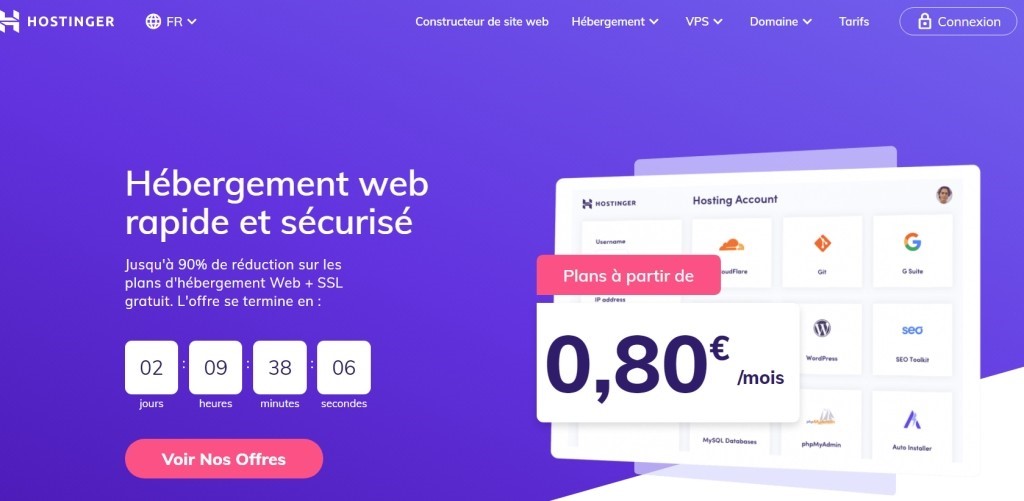 HOSTINGER
FR
Constructeur de site web
Hébergement
VPS
Domaine
Tarifs
Connexion
Hébergement web
rapide et sécurisé
Jusqu'à 90% de réduction sur les
plans d'hébergement Web + SSL
gratuit. L'offre se termine en :
02 : 09 : 38 : 06
jours heures minutes secondes
Voir Nos Offres
HOSTINGER
Hosting Account
Username
oudFlare
Git
G Suite
Plans à partir de
IP address
0,80€
/mois
WordPress
seo
SEO Toolkit
MySQL Databases
phpMyAdmin
phpMyAdmin
Auto Installer